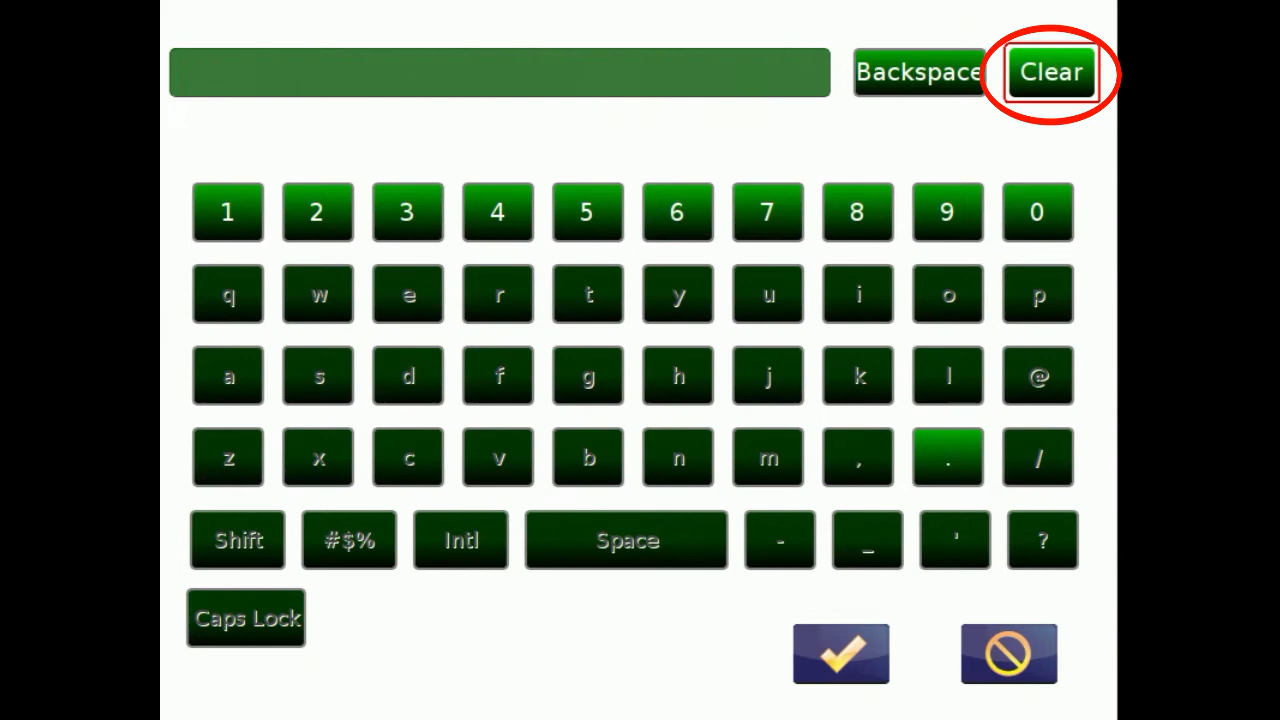 Backspace Clear
1 2 3 4 5 6 7 8 9 0
q w e r t y u i o p
a s d f g h j k l @
z x c v b n m , . /
Shift #$% Intl Space - _ ' ?
Caps Lock